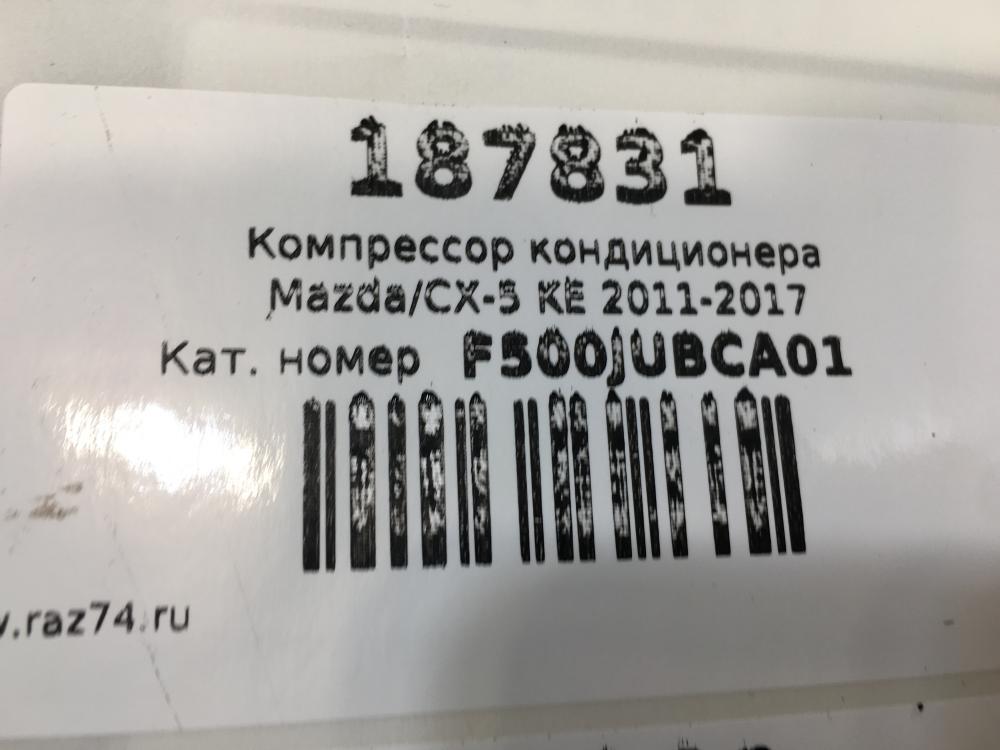 187831
Компрессор кондиционера
Mazda/CX-5 KE 2011-2017
Кат. номер F500JUBCA01
.raz74.ru